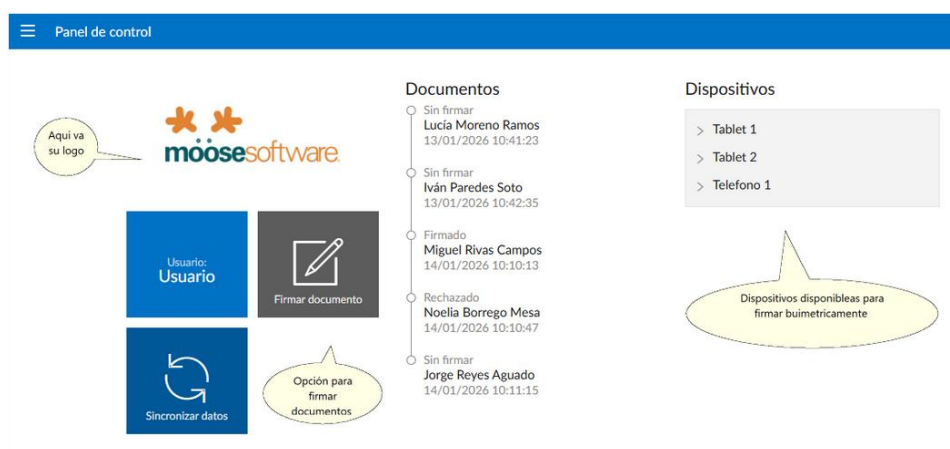 Panel de control
Aqui va
su logo
möösesoftware.
Usuario:
Usuario
Firmar documento
Sincronizar datos
Opción para
firmar
documentos
Documentos
Sin firmar
Lucía Moreno Ramos
13/01/2026 10:41:23
Sin firmar
Iván Paredes Soto
13/01/2026 10:42:35
Firmado
Miguel Rivas Campos
14/01/2026 10:10:13
Rechazado
Noelia Borrego Mesa
14/01/2026 10:10:47
Sin firmar
Jorge Reyes Aguado
14/01/2026 10:11:15
Dispositivos
Tablet 1
Tablet 2
Telefono 1
Dispositivos disponibleas para
firmar buimetricamente